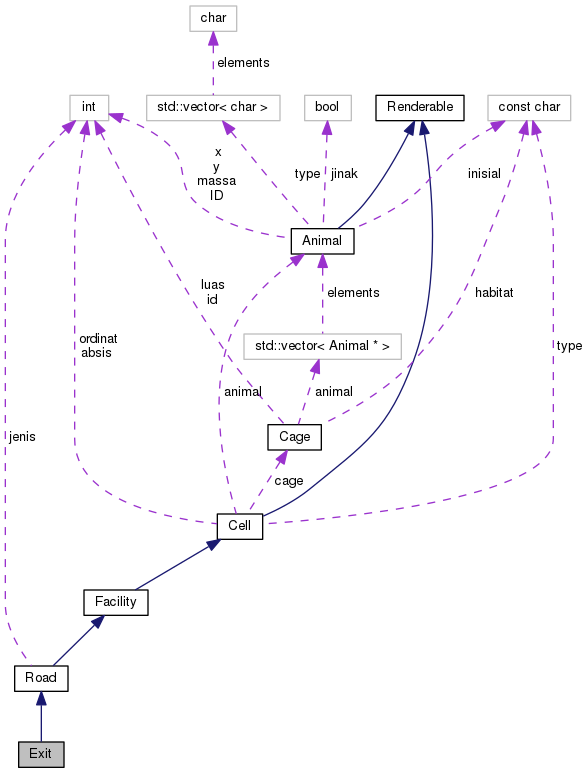 char
elements
int
std::vector< char >
bool
Renderable
const char
x
y
massa
ID
type
jinak
inisial
Animal
luas
id
elements
habitat
ordinat
absis
std::vector< Animal * >
type
animal
animal
jenis
Cage
cage
Cell
Facility
Road
Exit